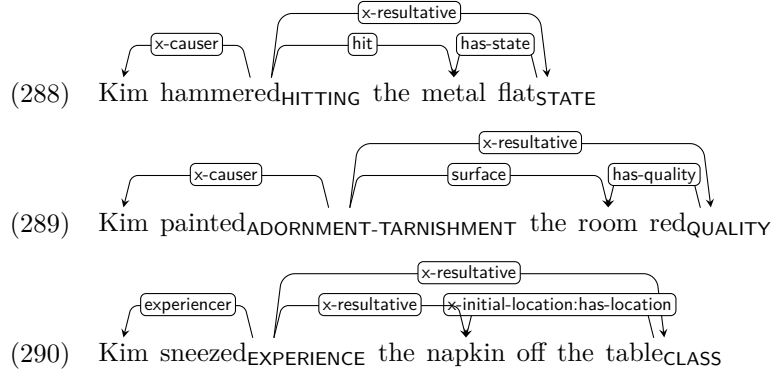 x-resultative
x-causer hit has-state
(288) Kim hammeredHITTING the metal flatSTATE
x-resultative
x-causer surface has-quality
(289) Kim paintedADORNMENT-TARNISHMENT the room redQUALITY
x-resultative
experiencer x-resultative x-initial-location:has-location
(290) Kim sneezedEXPERIENCE the napkin off the tableCLASS